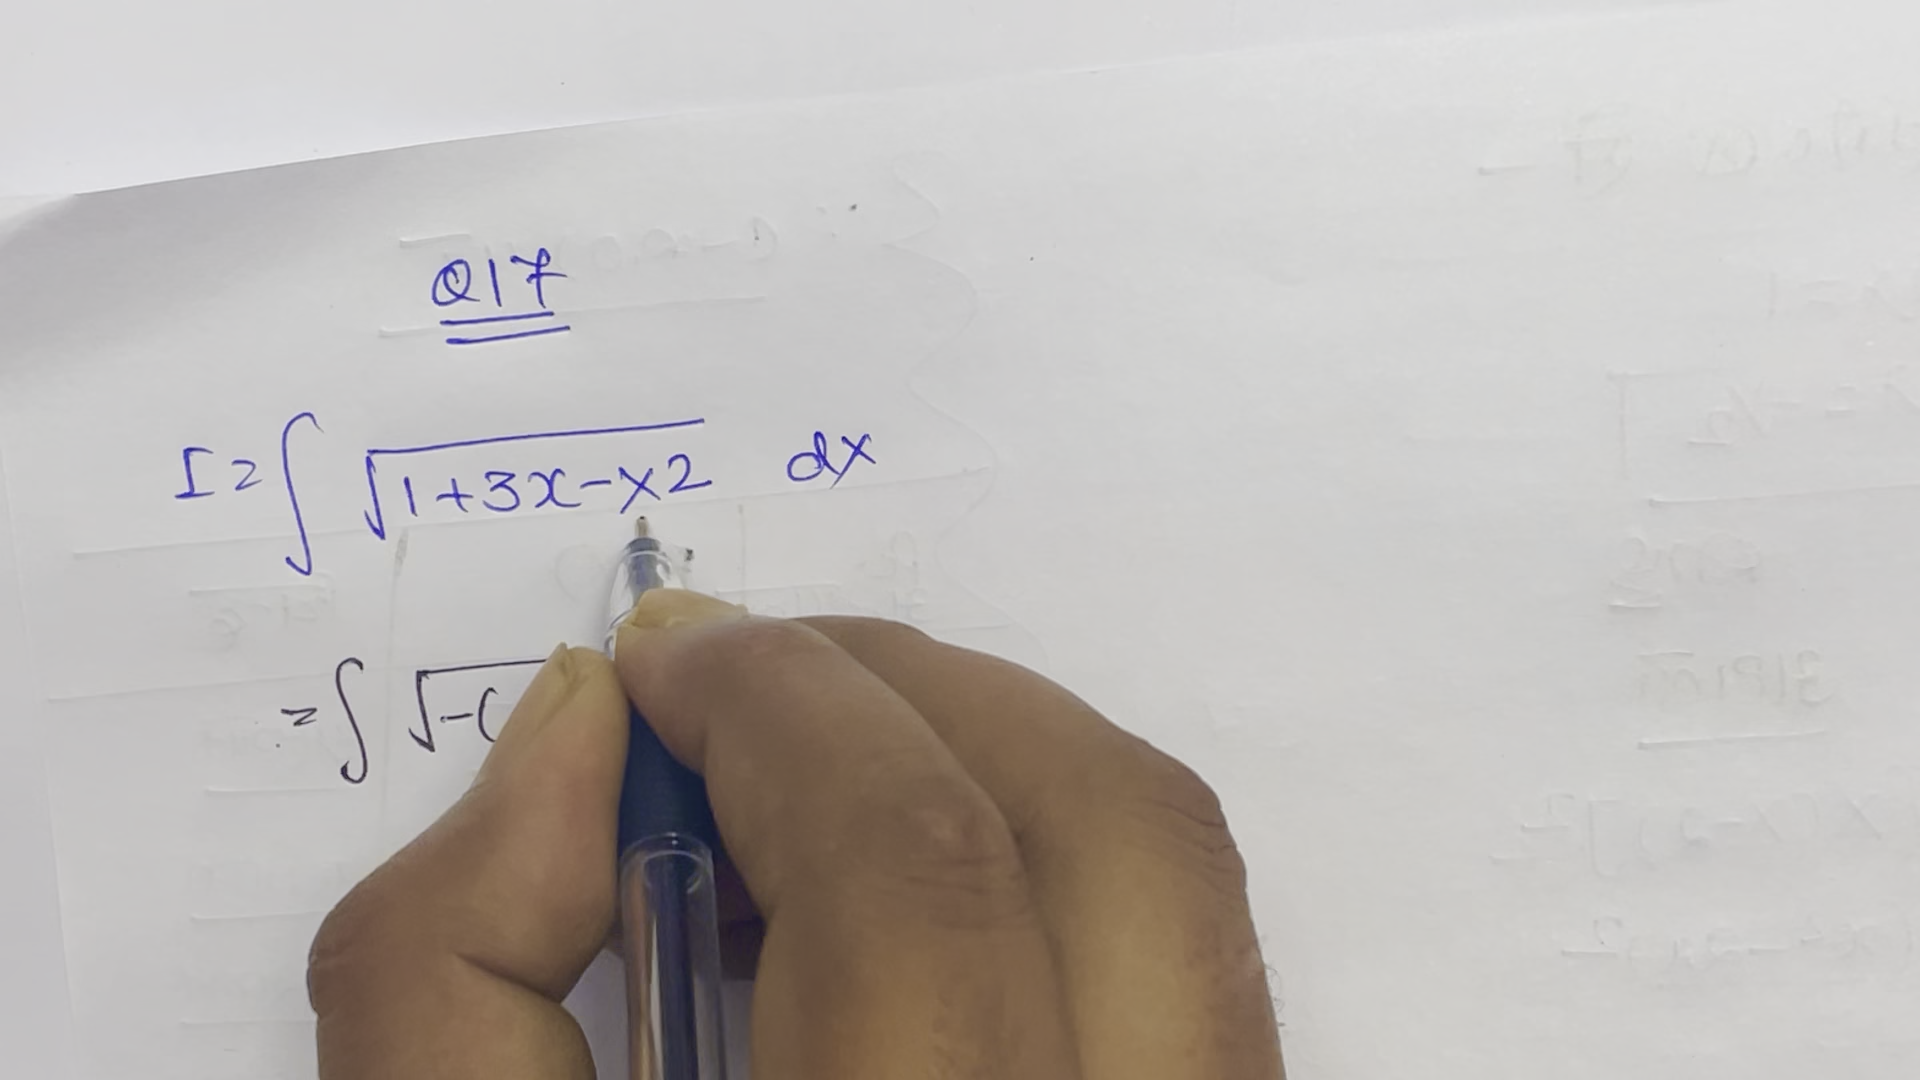 Q17
I = ∫ √1+3x-x2 dx
= ∫ √-(